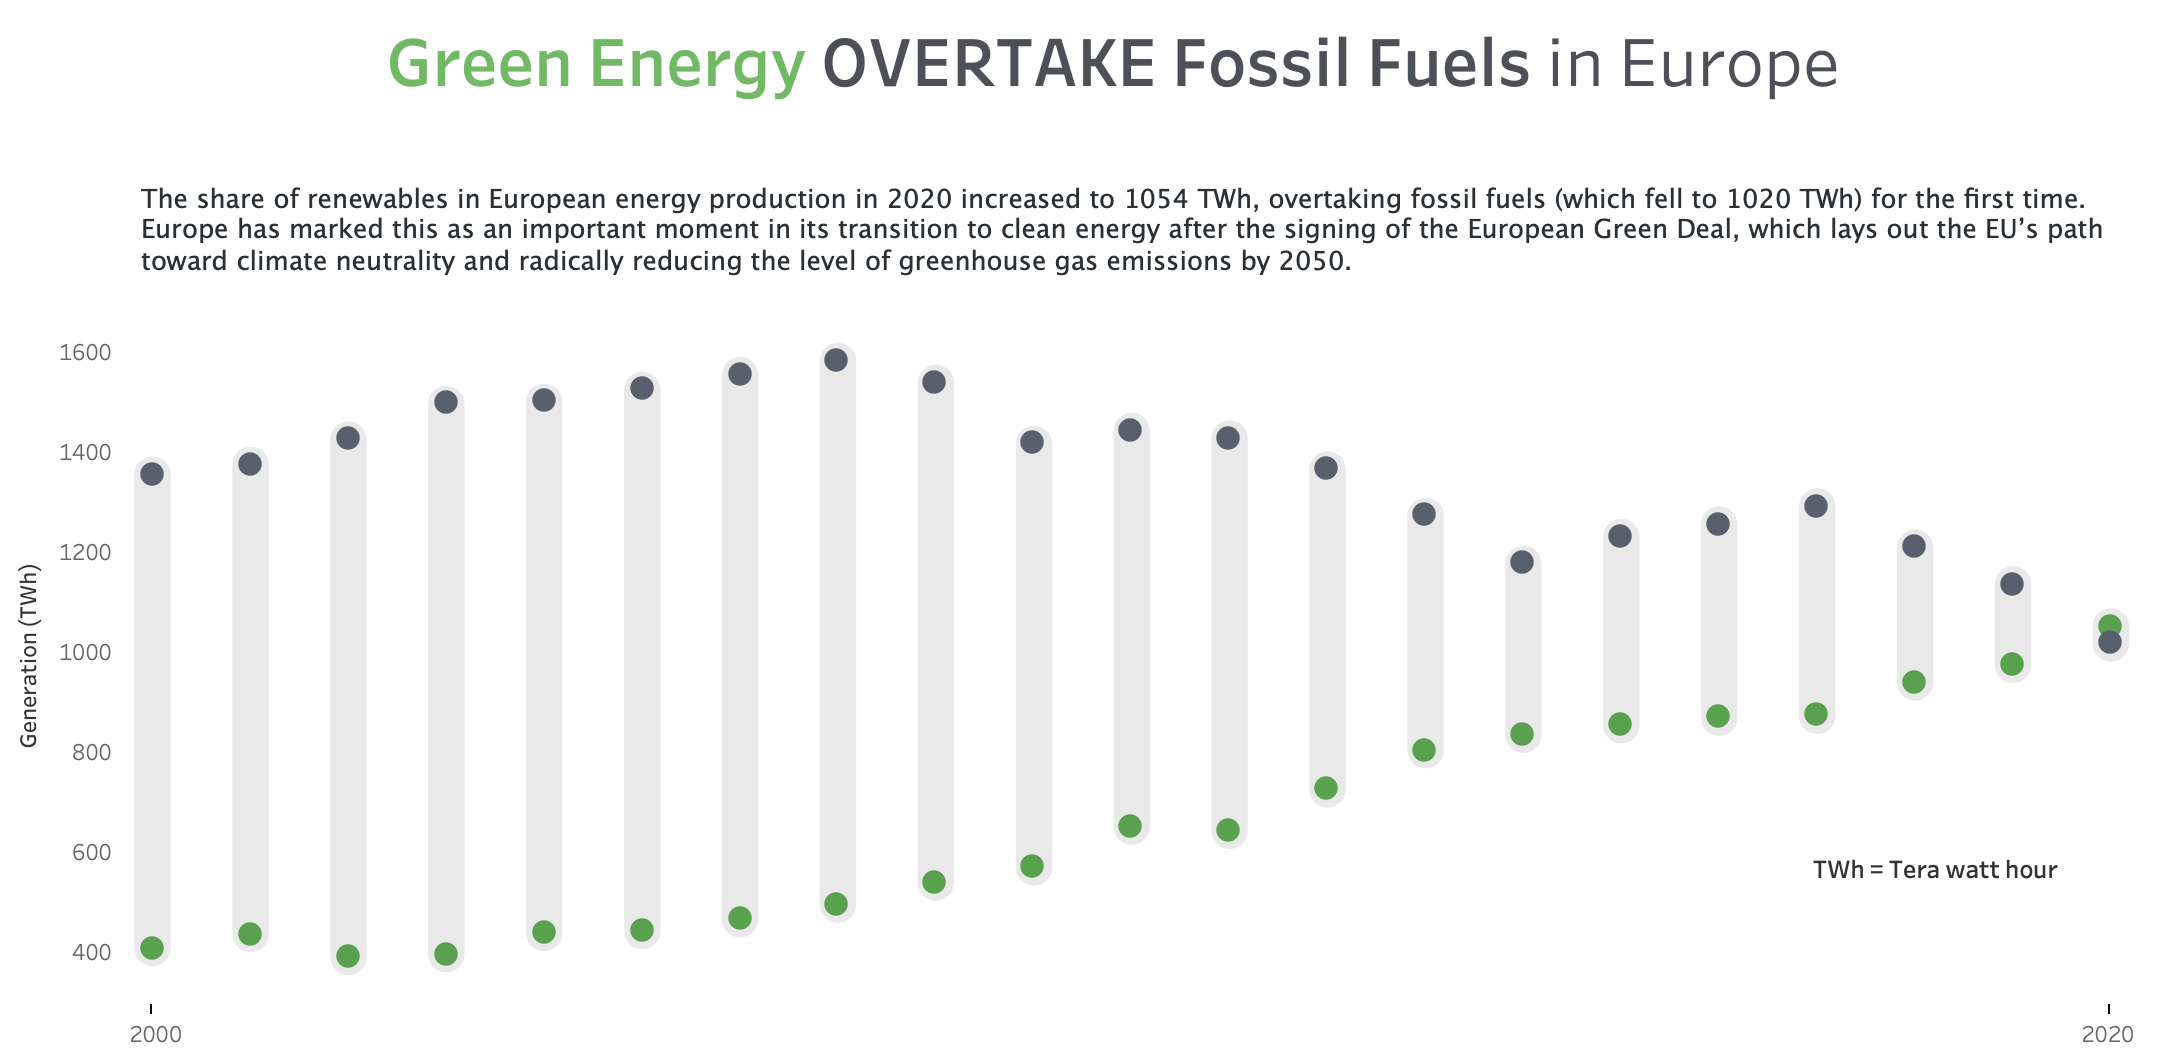 Green Energy OVERTAKE Fossil Fuels in Europe
The share of renewables in European energy production in 2020 increased to 1054 TWh, overtaking fossil fuels (which fell to 1020 TWh) for the first time.
Europe has marked this as an important moment in its transition to clean energy after the signing of the European Green Deal, which lays out the EU’s path
toward climate neutrality and radically reducing the level of greenhouse gas emissions by 2050.
Generation (TWh)
1600
1400
1200
1000
800
600
400
TWh = Tera watt hour
2000
2020